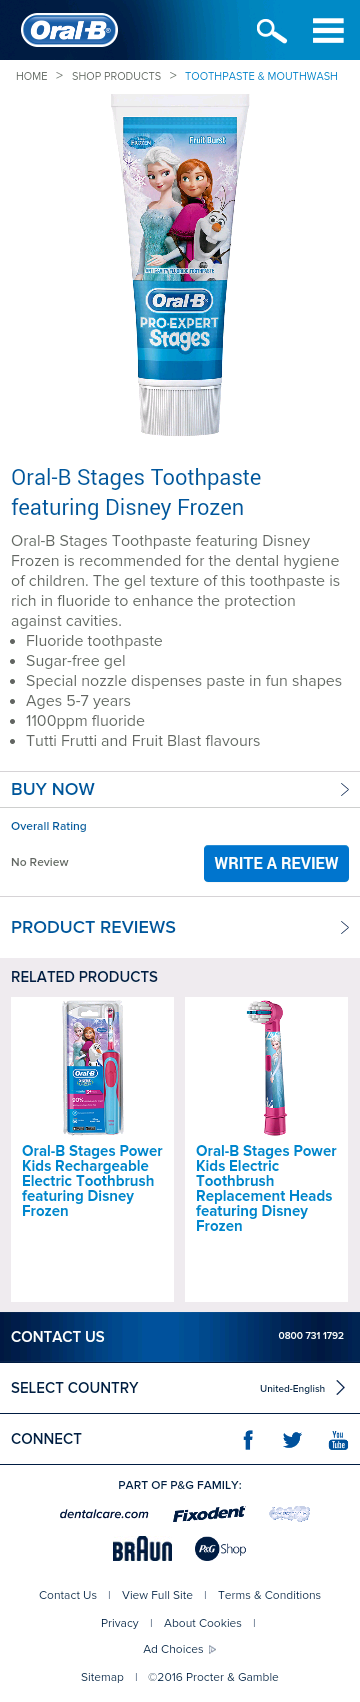 Oral-B
HOME > SHOP PRODUCTS > TOOTHPASTE & MOUTHWASH
FROZEN
Fruit Burst
ANTI-CAVITY FLUORIDE TOOTHPASTE
Oral-B
PRO-EXPERT
Stages
Oral-B Stages Toothpaste
featuring Disney Frozen
Oral-B Stages Toothpaste featuring Disney
Frozen is recommended for the dental hygiene
of children. The gel texture of this toothpaste is
rich in fluoride to enhance the protection
against cavities.
• Fluoride toothpaste
• Sugar-free gel
• Special nozzle dispenses paste in fun shapes
• Ages 5-7 years
• 1100ppm fluoride
• Tutti Frutti and Fruit Blast flavours
BUY NOW
Overall Rating
No Review
WRITE A REVIEW
PRODUCT REVIEWS
RELATED PRODUCTS
Oral-B
Oral-B Stages Power
Kids Rechargeable
Electric Toothbrush
featuring Disney
Frozen
Oral-B Stages Power
Kids Electric
Toothbrush
Replacement Heads
featuring Disney
Frozen
CONTACT US 0800 731 1792
SELECT COUNTRY United-English
CONNECT
You
Tube
PART OF P&G FAMILY:
dentalcare.com Fixodent
BRAUN P&G Shop
Contact Us | View Full Site | Terms & Conditions
Privacy | About Cookies |
Ad Choices
Sitemap | ©2016 Procter & Gamble